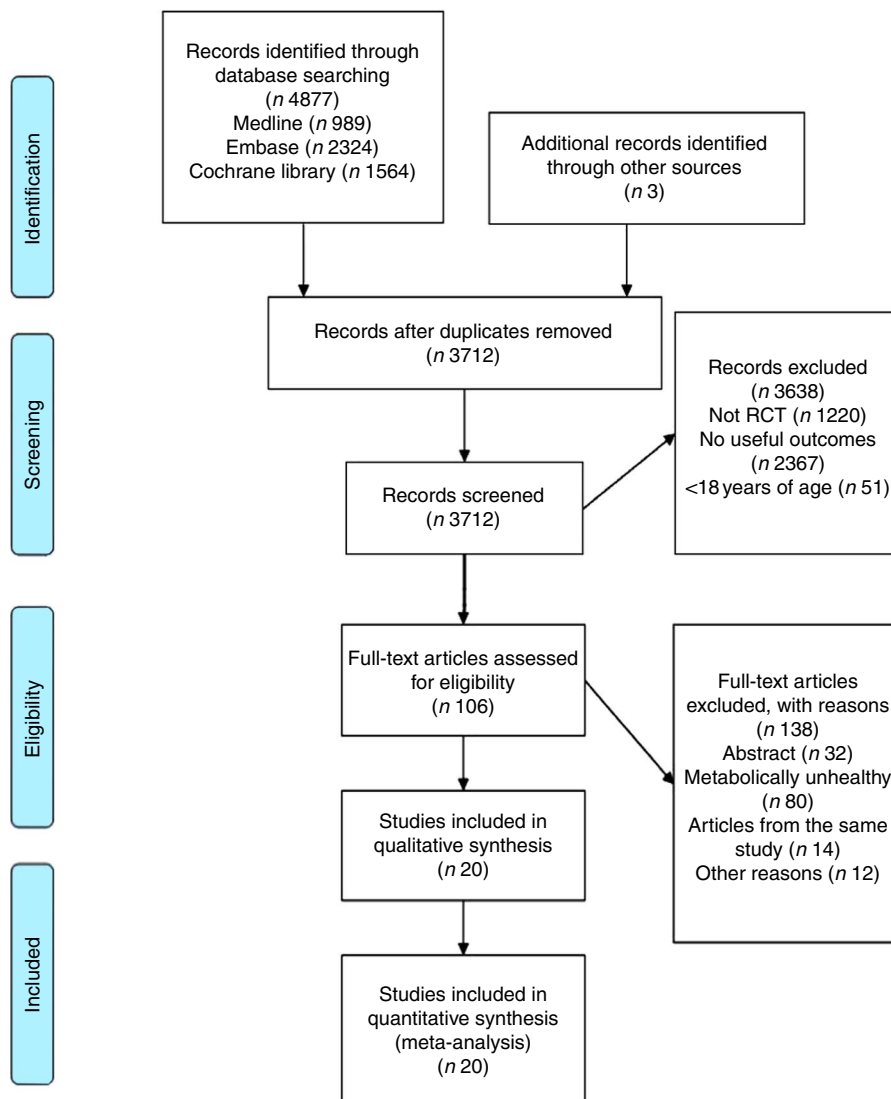 Identification
Records identified through
database searching
(n 4877)
Medline (n 989)
Embase (n 2324)
Cochrane library (n 1564)
Additional records identified
through other sources
(n 3)
Records after duplicates removed
(n 3712)
Screening
Records screened
(n 3712)
Records excluded
(n 3638)
Not RCT (n 1220)
No useful outcomes
(n 2367)
<18 years of age (n 51)
Eligibility
Full-text articles assessed
for eligibility
(n 106)
Full-text articles
excluded, with reasons
(n 138)
Abstract (n 32)
Metabolically unhealthy
(n 80)
Articles from the same
study (n 14)
Other reasons (n 12)
Studies included in
qualitative synthesis
(n 20)
Included
Studies included in
quantitative synthesis
(meta-analysis)
(n 20)